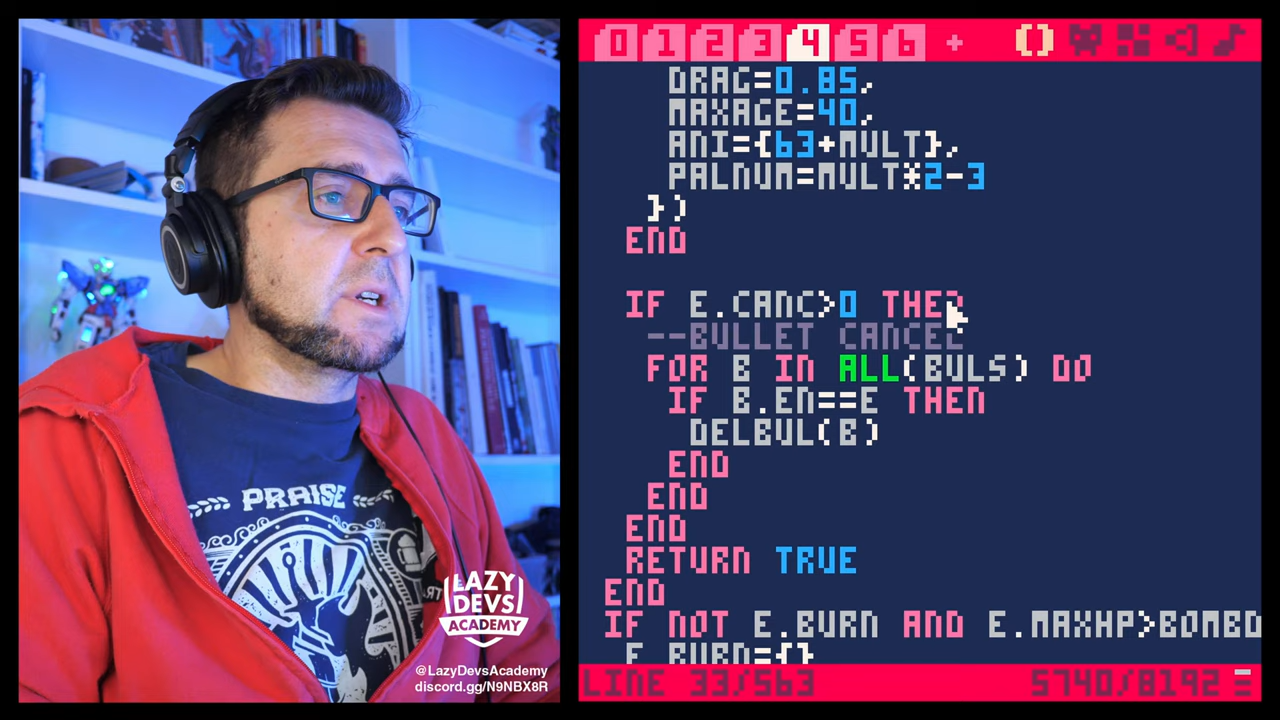 PRAISE
LAZY
DEVS
ACADEMY
@LazyDevsAcademy
discord.gg/N9NBX8R
0 1 2 3 4 5 6 + ()
DRAG=0.85,
MAXAGE=40,
ANI={63+MULT},
PALNUM=MULT*2-3
})
END
IF E.CANC>0 THEN
--BULLET CANCEL
FOR B IN ALL(BULS) DO
IF B.EN==E THEN
DELBUL(B)
END
END
END
RETURN TRUE
END
IF NOT E.BURN AND E.MAXHP>BOMBD
E.BURN={}
LINE 33/563
5740/8192